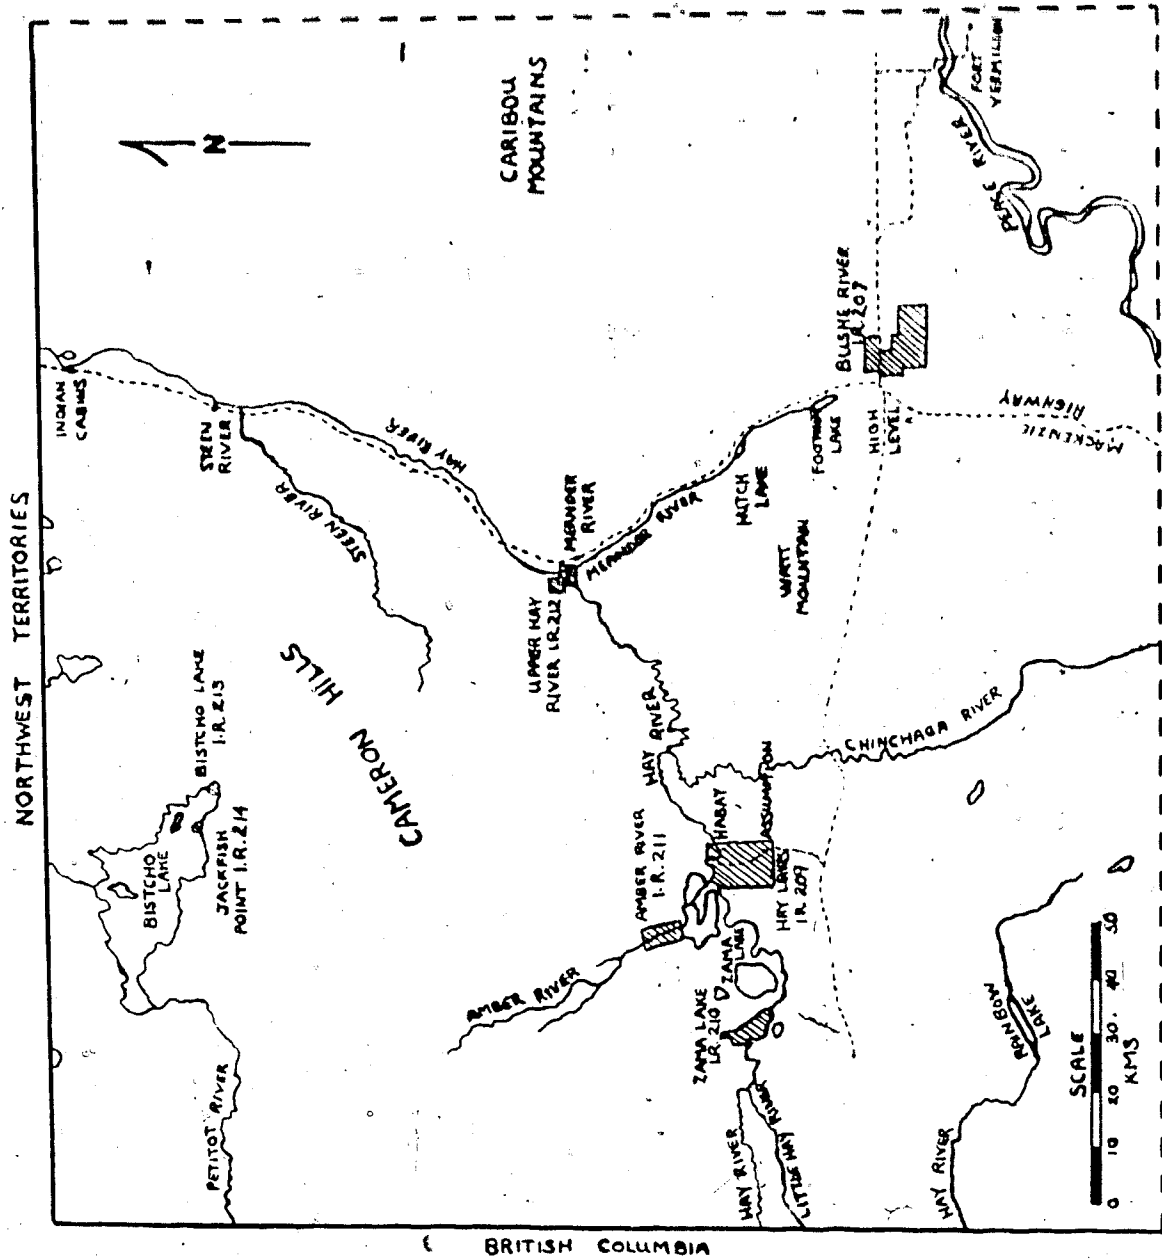 NORTHWEST TERRITORIES
N
CARIBOU
MOUNTAINS
INDIAN
CABINS
STEEN
RIVER
STEEN RIVER
HAY RIVER
BISTCHO LAKE
I.R. 213
BISTCHO
LAKE
JACKFISH
POINT I.R. 214
CAMERON HILLS
PETITOT RIVER
UPPER HAY
RIVER I.R. 212
MEANDER
RIVER
MEANDER RIVER
HUTCH
LAKE
WATT
MOUNTAIN
FOOTNER
LAKE
HIGH
LEVEL
BUSHE RIVER
I.R. 207
FORT
VERMILION
PEACE RIVER
MACKENZIE
HIGHWAY
HAY RIVER
CHINCHAGA RIVER
AMBER RIVER
I.R. 211
AMBER RIVER
HABAY
ASSUMPTION
HAY LAKES
I.R. 209
ZAMA
LAKE
ZAMA LAKE
I.R. 210
HAY RIVER
LITTLE HAY RIVER
RAINBOW
LAKE
HAY RIVER
SCALE
0 10 20 30 40 50
KMS
BRITISH COLUMBIA